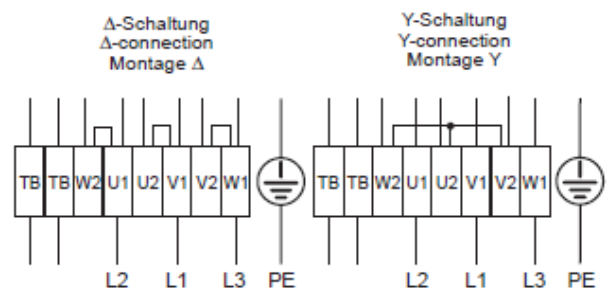 Δ-Schaltung
Δ-connection
Montage Δ
Y-Schaltung
Y-connection
Montage Y
TB TB W2 U1 U2 V1 V2 W1
TB TB W2 U1 U2 V1 V2 W1
L2 L1 L3 PE
L2 L1 L3 PE